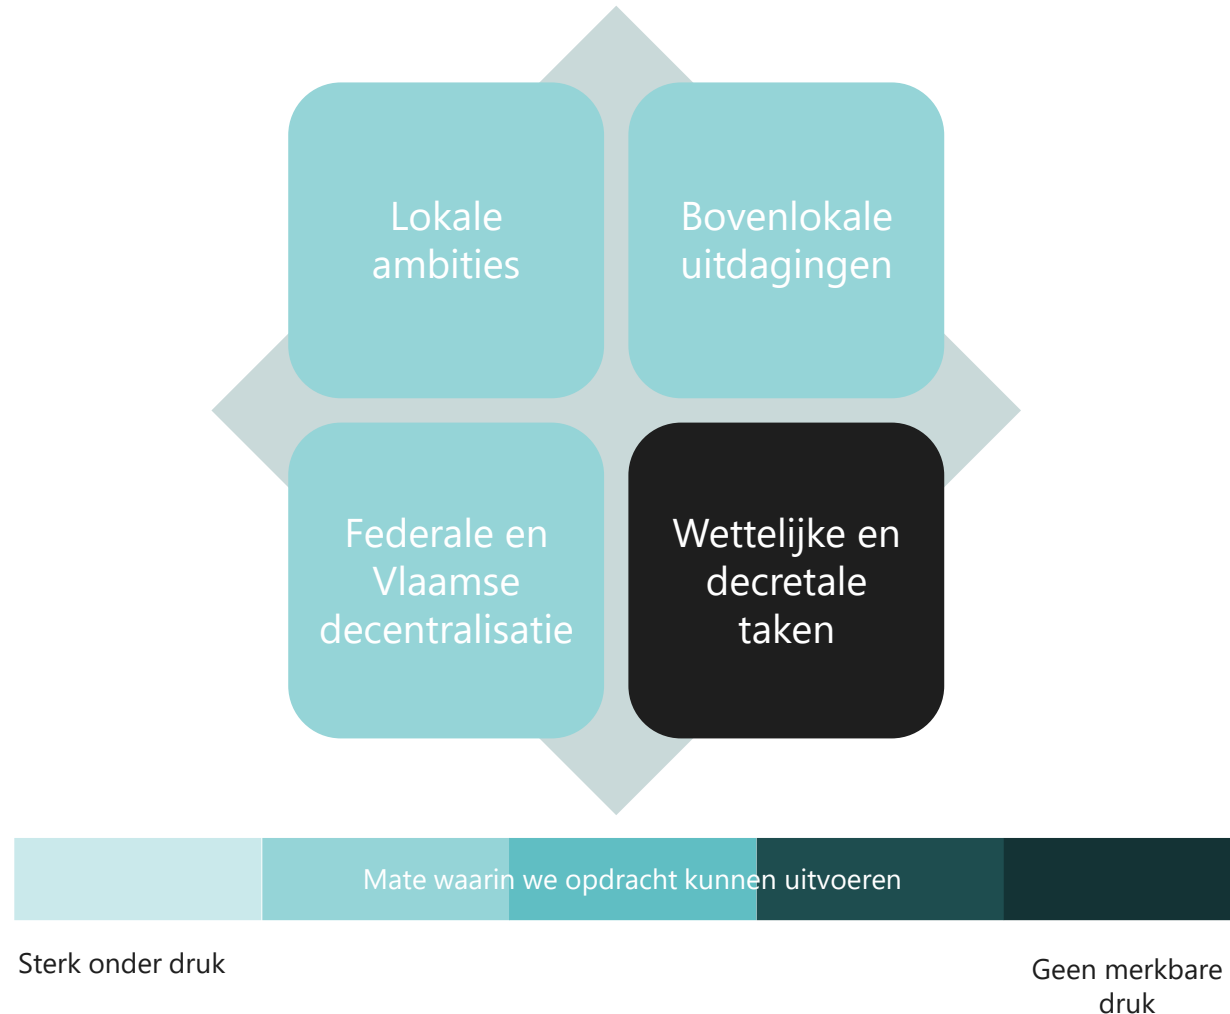 Lokale
ambities
Bovenlokale
uitdagingen
Federale en
Vlaamse
decentralisatie
Wettelijke en
decretale
taken
Mate waarin we opdracht kunnen uitvoeren
Sterk onder druk
Geen merkbare
druk